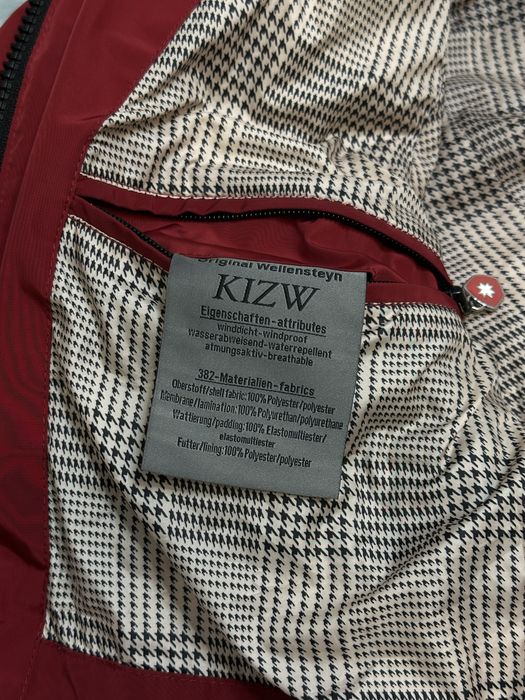 Original Wellensteyn
KIZW
Eigenschaften-attributes
winddicht-windproof
wasserabweisend-waterrepellent
atmungsaktiv-breathable
382-Materialien-fabrics
Oberstoff/shell fabric:100% Polyester/polyester
Membrane/lamination:100% Polyurethan/polyurethane
Wattierung/padding:100% Elastomultiester/
elastomultiester
Futter/lining:100% Polyester/polyester